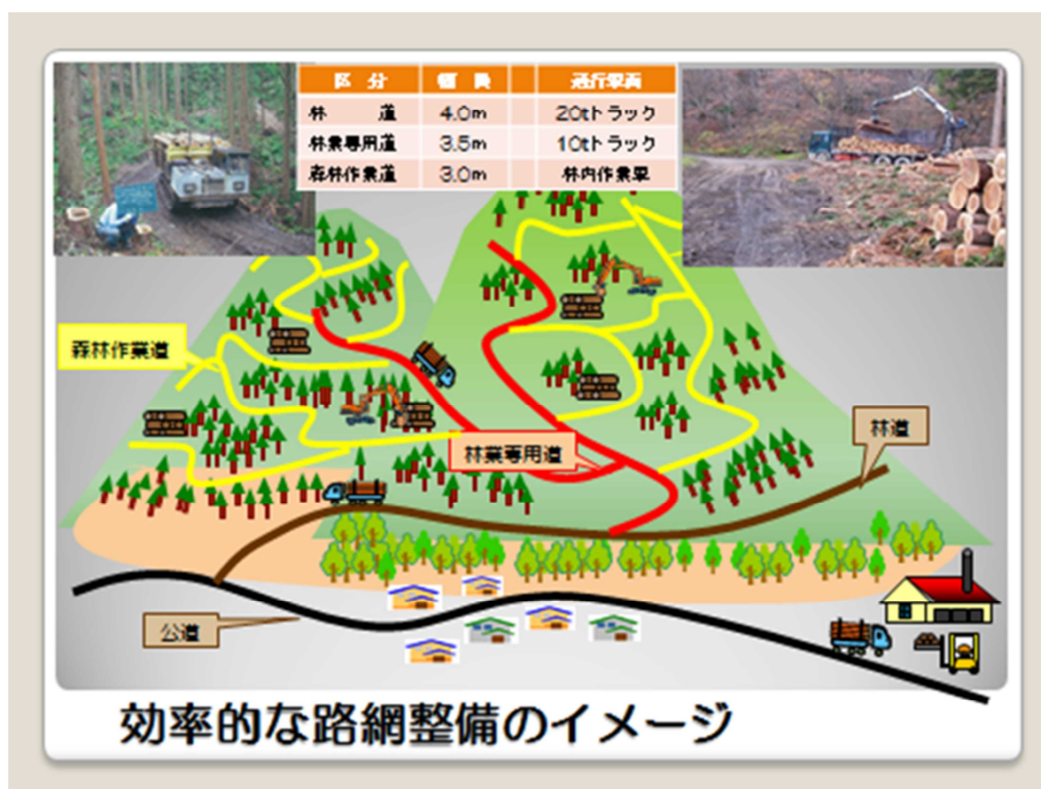 区 分 幅 員 通行車両
林 道 4.0m 20tトラック
林業専用道 3.5m 10tトラック
森林作業道 3.0m 林内作業車
森林作業道
林道
林業専用道
公道
効率的な路網整備のイメージ